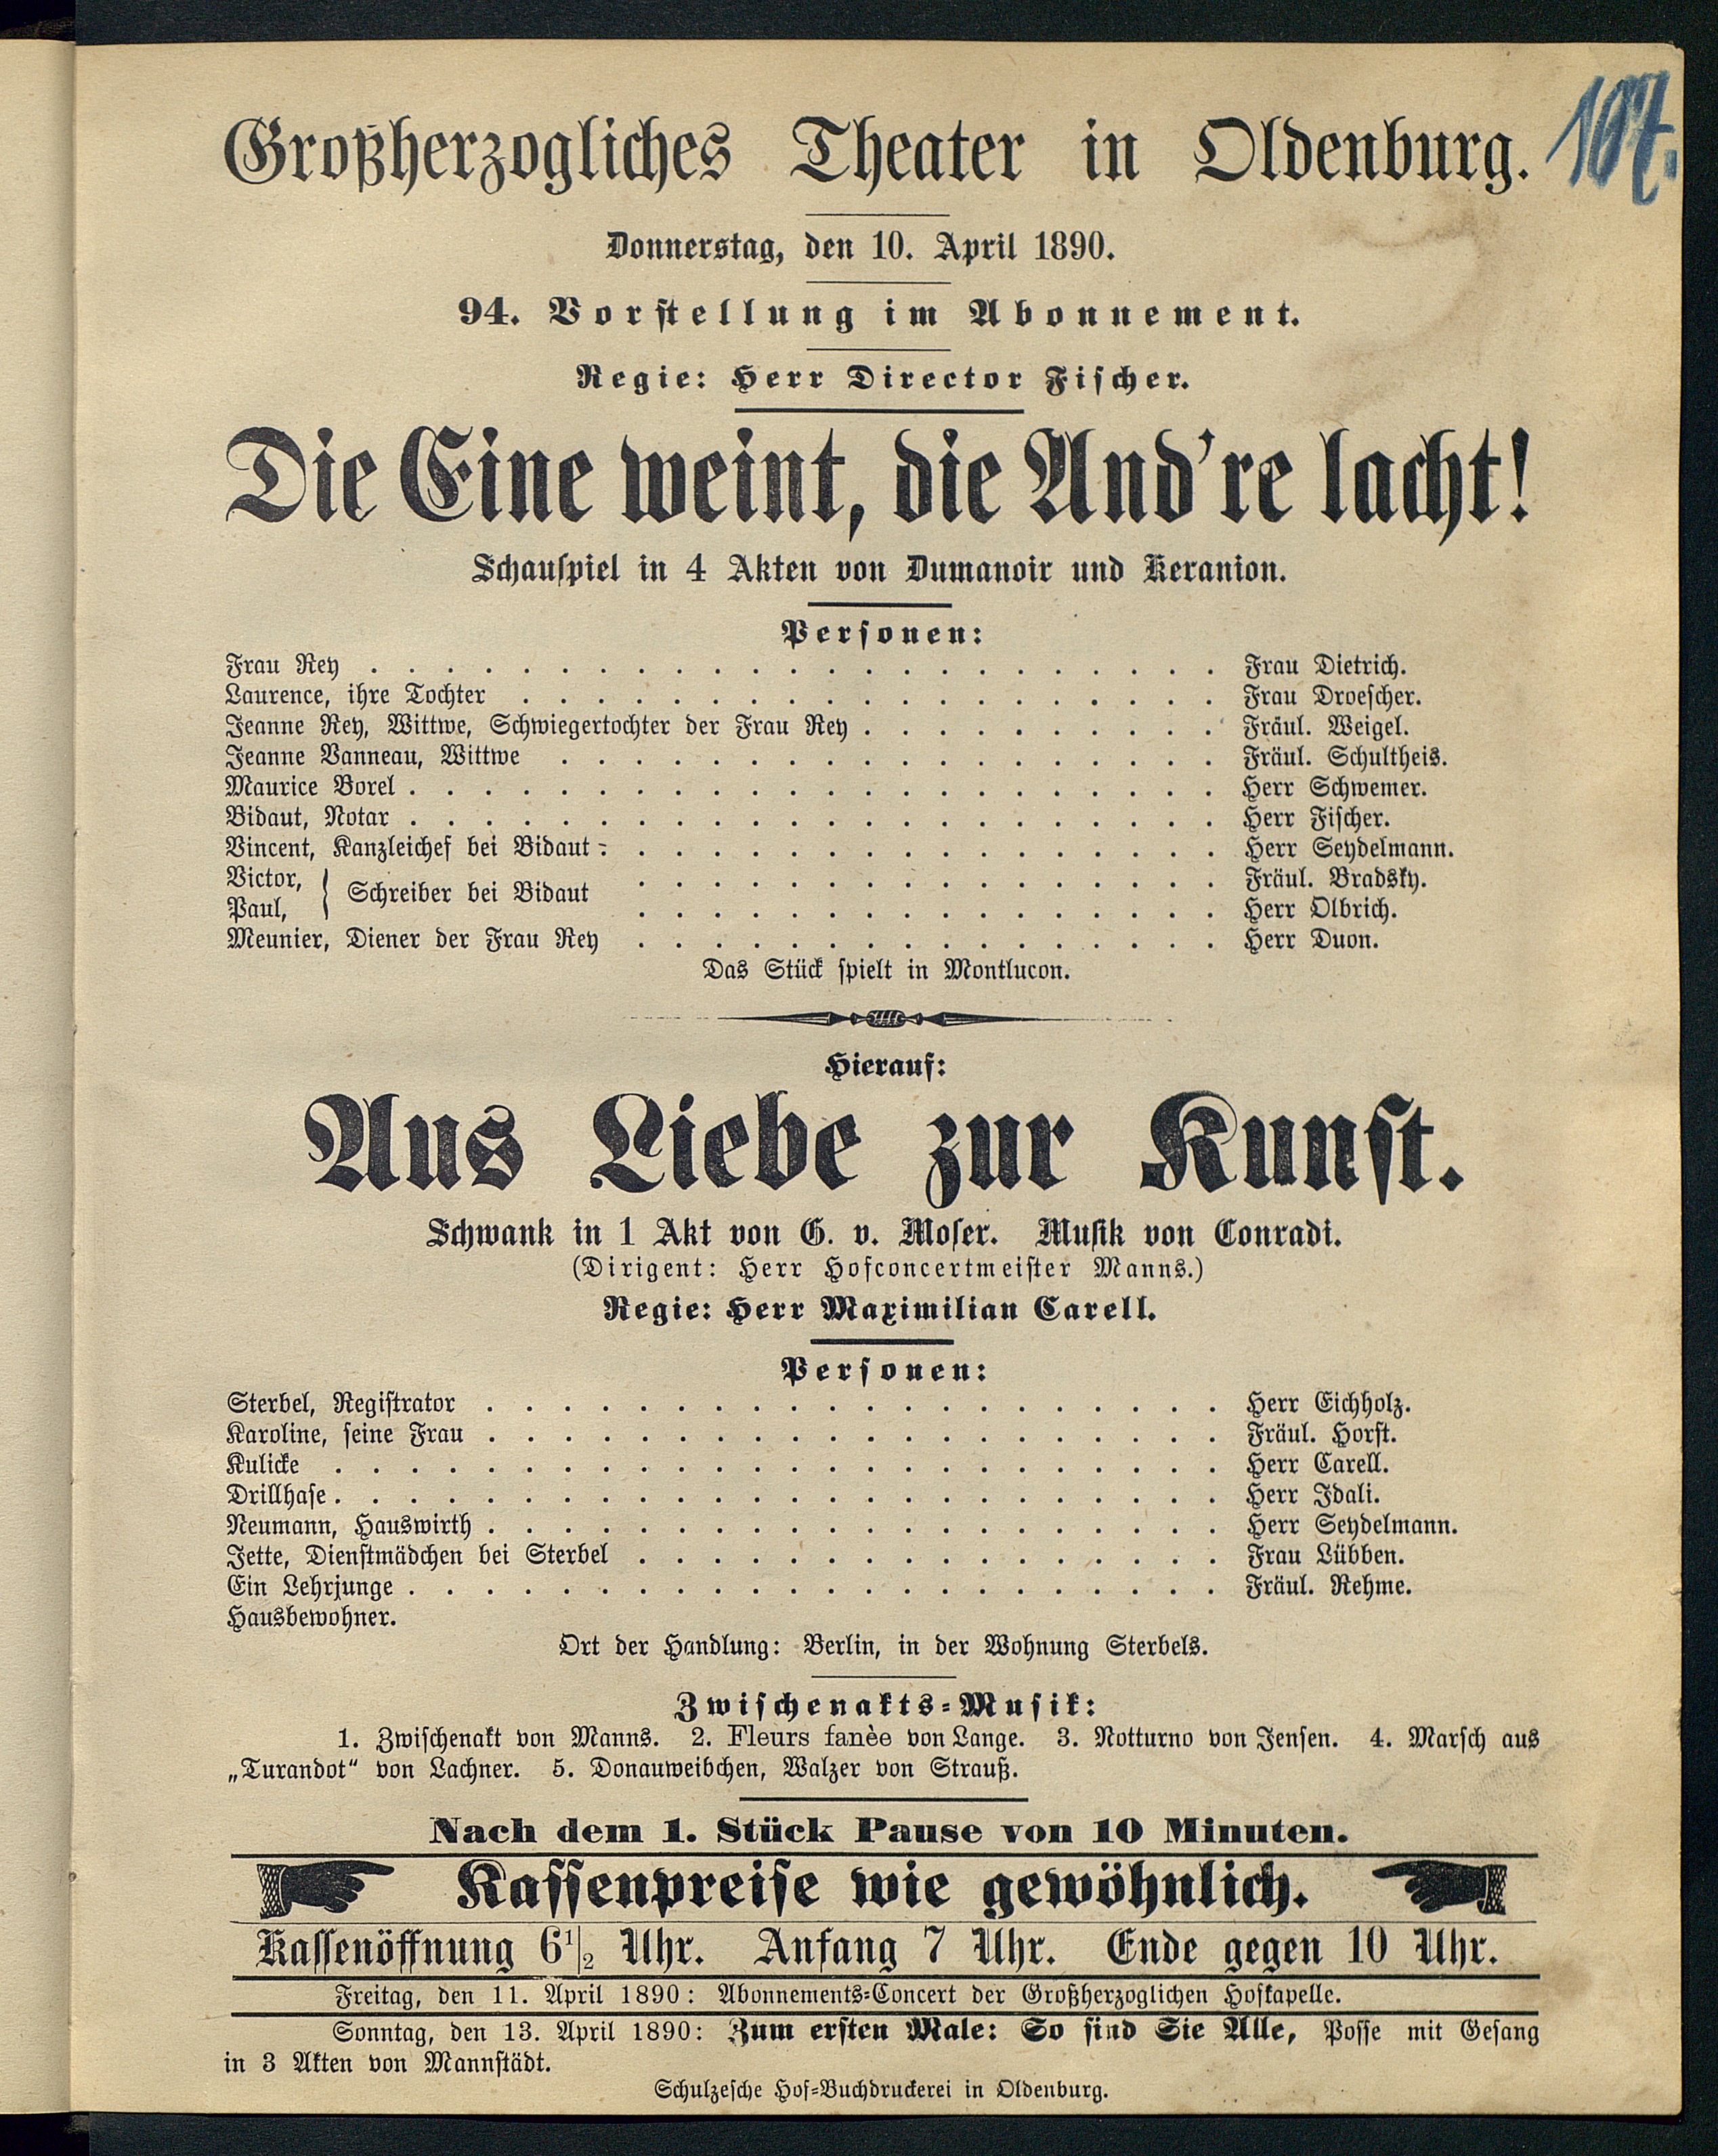 107.
Großherzogliches Theater in Oldenburg.
Donnerstag, den 10. April 1890.
94. Vorstellung im Abonnement.
Regie: Herr Director Fischer.
Die Eine weint, die And're lacht!
Schauspiel in 4 Akten von Dumanoir und Keranion.
Personen:
Frau Rey . . . . . . . . . . . . . . . . . . . . . . . Frau Dietrich.
Laurence, ihre Tochter . . . . . . . . . . . . . . . . . . . Frau Droescher.
Jeanne Rey, Wittwe, Schwiegertochter der Frau Rey . . . . . . . . . . Fräul. Weigel.
Jeanne Vanneau, Wittwe . . . . . . . . . . . . . . . . . . Fräul. Schultheis.
Maurice Borel . . . . . . . . . . . . . . . . . . . . . . Herr Schwemer.
Bidaut, Notar . . . . . . . . . . . . . . . . . . . . . . Herr Fischer.
Vincent, Kanzleichef bei Bidaut . . . . . . . . . . . . . . . . . Herr Seydelmann.
Victor, } Schreiber bei Bidaut . . . . . . . . . . . . . . . . Fräul. Bradsky.
Paul, . . . . . . . . . . . . . . . . Herr Olbrich.
Meunier, Diener der Frau Rey . . . . . . . . . . . . . . . . Herr Duon.
Das Stück spielt in Montlucon.
Hierauf:
Aus Liebe zur Kunst.
Schwank in 1 Akt von G. v. Moser. Musik von Conradi.
(Dirigent: Herr Hofconcertmeister Manns.)
Regie: Herr Maximilian Carell.
Personen:
Sterbel, Registrator . . . . . . . . . . . . . . . . . . . . Herr Eichholz.
Karoline, seine Frau . . . . . . . . . . . . . . . . . . . . Fräul. Horst.
Kulicke . . . . . . . . . . . . . . . . . . . . . . . . Herr Carell.
Drillhase . . . . . . . . . . . . . . . . . . . . . . . . Herr Idali.
Neumann, Hauswirth . . . . . . . . . . . . . . . . . . . . Herr Seydelmann.
Jette, Dienstmädchen bei Sterbel . . . . . . . . . . . . . . . . Frau Lübben.
Ein Lehrjunge . . . . . . . . . . . . . . . . . . . . . . Fräul. Rehme.
Hausbewohner.
Ort der Handlung: Berlin, in der Wohnung Sterbels.
Zwischenakts-Musik:
1. Zwischenakt von Manns. 2. Fleurs fanèe von Lange. 3. Notturno von Jensen. 4. Marsch aus
„Turandot“ von Lachner. 5. Donauweibchen, Walzer von Strauß.
Nach dem 1. Stück Pause von 10 Minuten.
Kassenpreise wie gewöhnlich.
Kassenöffnung 6½ Uhr. Anfang 7 Uhr. Ende gegen 10 Uhr.
Freitag, den 11. April 1890: Abonnements-Concert der Großherzoglichen Hofkapelle.
Sonntag, den 13. April 1890: Zum ersten Male: So sind Sie Alle, Posse mit Gesang
in 3 Akten von Mannstädt.
Schulzesche Hof-Buchdruckerei in Oldenburg.